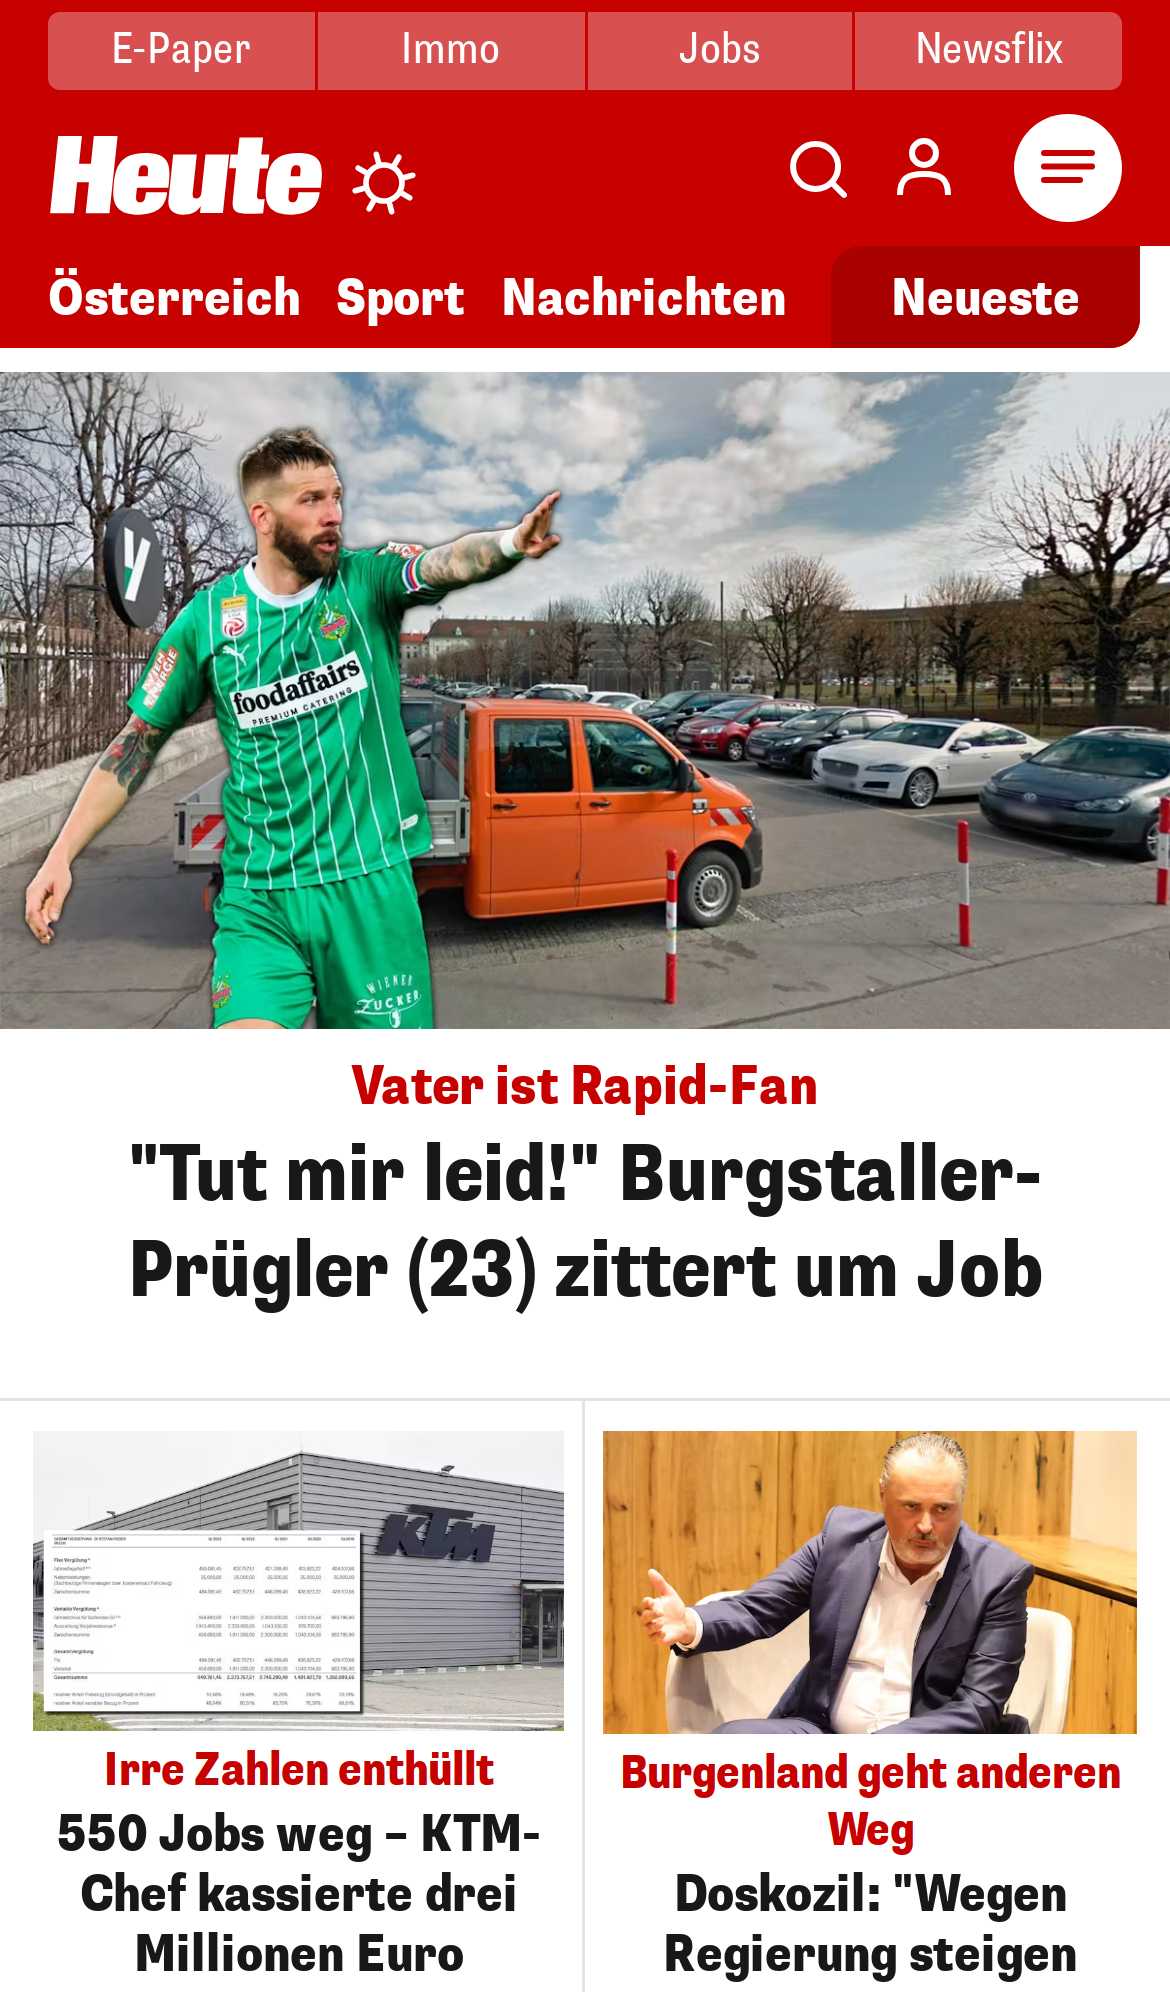 E-Paper
Immo
Jobs
Newsflix
Heute
Österreich
Sport
Nachrichten
Neueste
WIEN
ENERGIE
foodaffairs
PREMIUM CATERING
WIENER
ZUCKER
Vater ist Rapid-Fan
"Tut mir leid!" Burgstaller-
Prügler (23) zittert um Job
KTM
Irre Zahlen enthüllt
550 Jobs weg – KTM-
Chef kassierte drei
Millionen Euro
Burgenland geht anderen
Weg
Doskozil: "Wegen
Regierung steigen